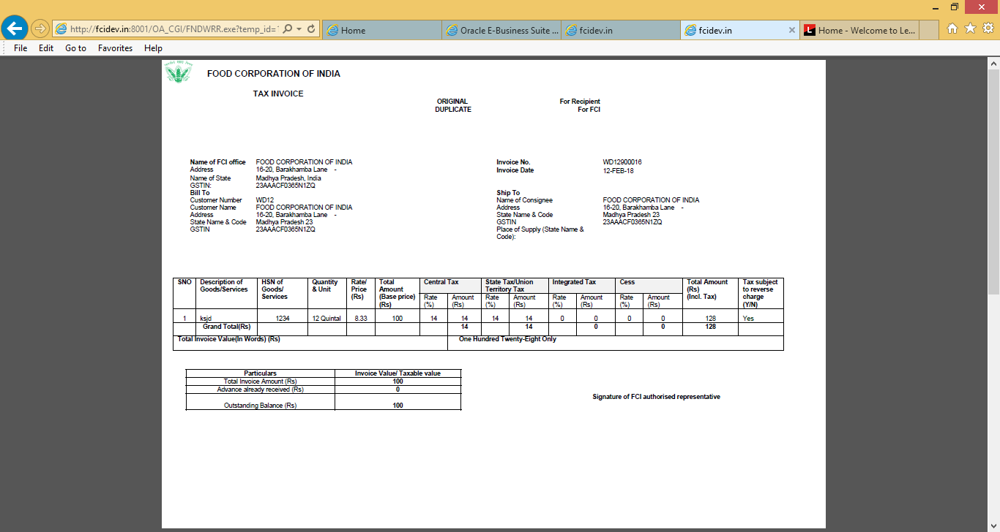 http://fcidev.in:8001/OA_CGI/FNDWRR.exe?temp_id=
Home
Oracle E-Business Suite ...
fcidev.in
fcidev.in
Home - Welcome to Le...
File Edit Go to Favorites Help
FOOD CORPORATION OF INDIA
TAX INVOICE
ORIGINAL For Recipient
DUPLICATE For FCI
Name of FCI office FOOD CORPORATION OF INDIA Invoice No. WD12900016
Address 16-20, Barakhamba Lane - Invoice Date 12-FEB-18
Name of State Madhya Pradesh, India
GSTIN: 23AAACF0365N1ZQ
Bill To Ship To
Customer Number WD12 Name of Consignee FOOD CORPORATION OF INDIA
Customer Name FOOD CORPORATION OF INDIA Address 16-20, Barakhamba Lane -
Address 16-20, Barakhamba Lane - State Name & Code Madhya Pradesh 23
State Name & Code Madhya Pradesh 23 GSTIN 23AAACF0365N1ZQ
GSTIN 23AAACF0365N1ZQ Place of Supply (State Name &
Code):
SNO Description of HSN of Quantity Rate/ Total Central Tax State Tax/Union Integrated Tax Cess Total Amount Tax subject
Goods/Services Goods/ & Unit Price Amount Territory Tax (Rs) to reverse
Services (Rs) (Base price) Rate Amount Rate Amount Rate Amount Rate Amount (Incl. Tax) charge
(Rs) (%) (Rs) (%) (Rs) (%) (Rs) (%) (Rs) (Y/N)
1 ksjd 1234 12 Quintal 8.33 100 14 14 14 14 0 0 0 0 128 Yes
Grand Total(Rs) 14 14 0 0 128
Total Invoice Value(In Words) (Rs) One Hundred Twenty-Eight Only
Particulars Invoice Value/ Taxable value
Total Invoice Amount (Rs) 100
Advance already received (Rs) 0
Outstanding Balance (Rs) 100
Signature of FCI authorised representative